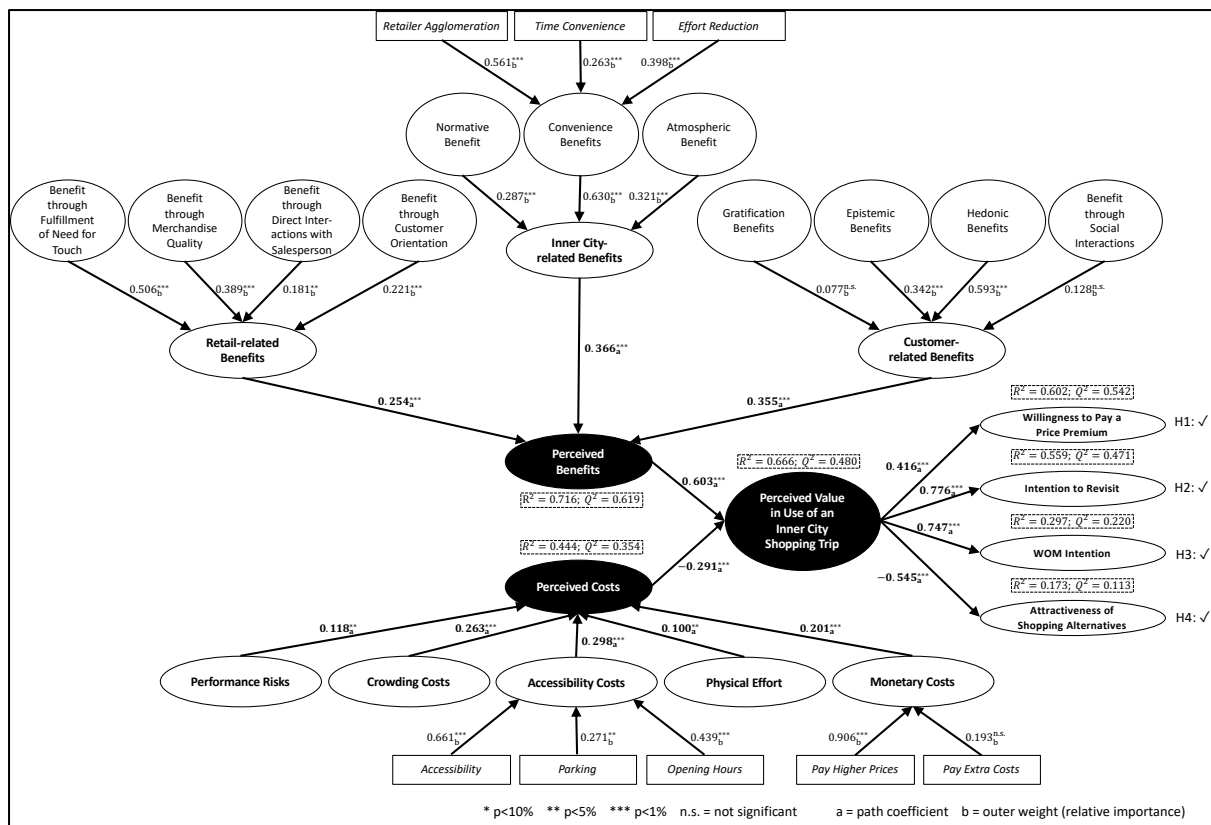 Retailer Agglomeration
Time Convenience
Effort Reduction
0.561b***
0.263b***
0.398b***
Normative
Benefit
Convenience
Benefits
Atmospheric
Benefit
0.287b***
0.630b***
0.321b***
Benefit
through
Fulfillment
of Need for
Touch
Benefit
through
Merchandise
Quality
Benefit
through
Direct Inter-
actions with
Salesperson
Benefit
through
Customer
Orientation
Inner City-
related Benefits
Gratification
Benefits
Epistemic
Benefits
Hedonic
Benefits
Benefit
through
Social
Interactions
0.506b***
0.389b***
0.181b**
0.221b***
0.077b n.s.
0.342b***
0.593b***
0.128b n.s.
Retail-related
Benefits
0.366a***
Customer-
related Benefits
0.254a***
0.355a***
R² = 0.602; Q² = 0.542
Willingness to Pay a
Price Premium
H1: ✓
Perceived
Benefits
R² = 0.716; Q² = 0.619
0.603a***
R² = 0.666; Q² = 0.480
Perceived Value
in Use of an
Inner City
Shopping Trip
0.416a***
R² = 0.559; Q² = 0.471
0.776a***
Intention to Revisit
H2: ✓
0.747a***
R² = 0.297; Q² = 0.220
WOM Intention
H3: ✓
R² = 0.444; Q² = 0.354
Perceived Costs
−0.291a***
−0.545a***
R² = 0.173; Q² = 0.113
Attractiveness of
Shopping Alternatives
H4: ✓
0.118a**
0.263a***
0.298a***
0.100a**
0.201a***
Performance Risks
Crowding Costs
Accessibility Costs
Physical Effort
Monetary Costs
0.661b***
0.271b**
0.439b***
0.906b***
0.193b n.s.
Accessibility
Parking
Opening Hours
Pay Higher Prices
Pay Extra Costs
* p<10% ** p<5% *** p<1% n.s. = not significant a = path coefficient b = outer weight (relative importance)